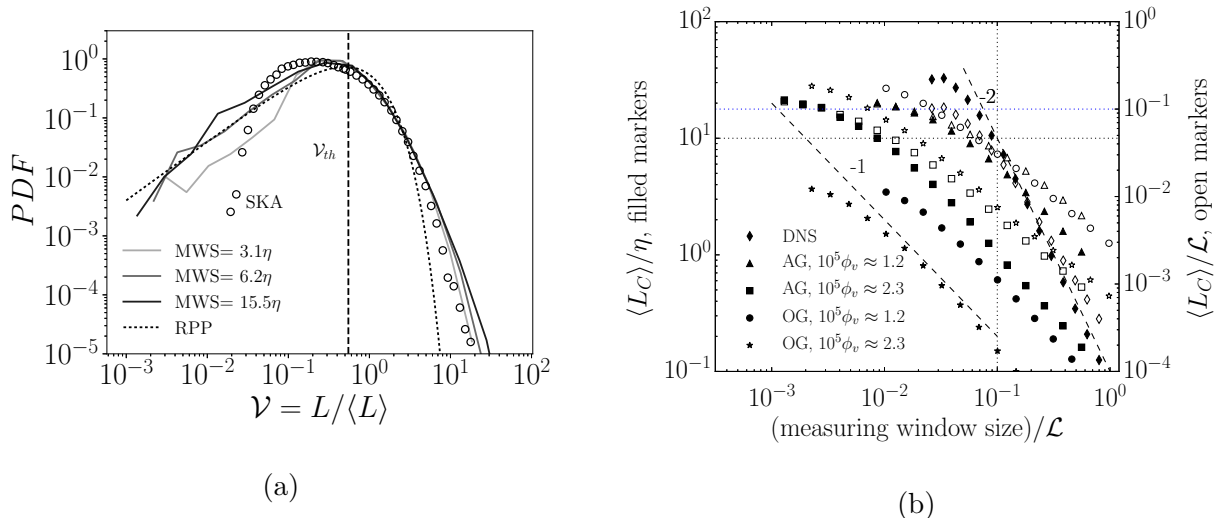 10^0
10^{-1}
10^{-2}
10^{-3}
10^{-4}
10^{-5}
PDF
𝒱_{th}
SKA
MWS= 3.1η
MWS= 6.2η
MWS= 15.5η
RPP
10^{-3} 10^{-2} 10^{-1} 10^0 10^1 10^2
𝒱 = L/⟨L⟩
(a)
10^2
10^1
10^0
10^{-1}
⟨L_C⟩/η, filled markers
-2
-1
DNS
AG, 10^5ϕ_v ≈ 1.2
AG, 10^5ϕ_v ≈ 2.3
OG, 10^5ϕ_v ≈ 1.2
OG, 10^5ϕ_v ≈ 2.3
10^0
10^{-1}
10^{-2}
10^{-3}
10^{-4}
⟨L_C⟩/ℒ, open markers
10^{-3} 10^{-2} 10^{-1} 10^0
(measuring window size)/ℒ
(b)